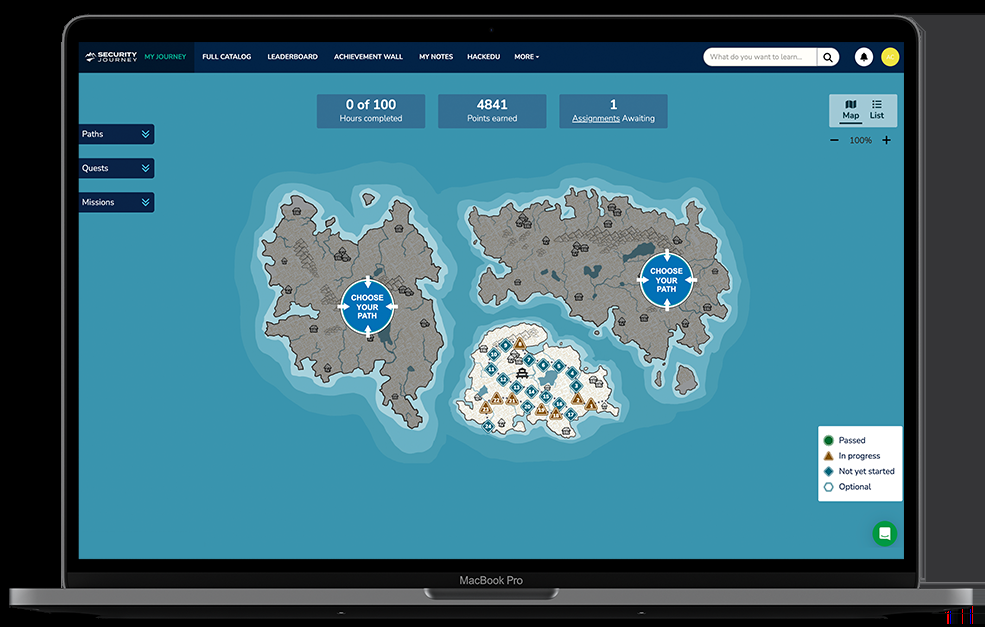 SECURITY
JOURNEY
MY JOURNEY
FULL CATALOG
LEADERBOARD
ACHIEVEMENT WALL
MY NOTES
HACKEDU
MORE
What do you want to learn...
AC
0 of 100
Hours completed
4841
Points earned
1
Assignments Awaiting
Map
List
100%
Paths
Quests
Missions
CHOOSE
YOUR
PATH
CHOOSE
YOUR
PATH
Passed
In progress
Not yet started
Optional
MacBook Pro